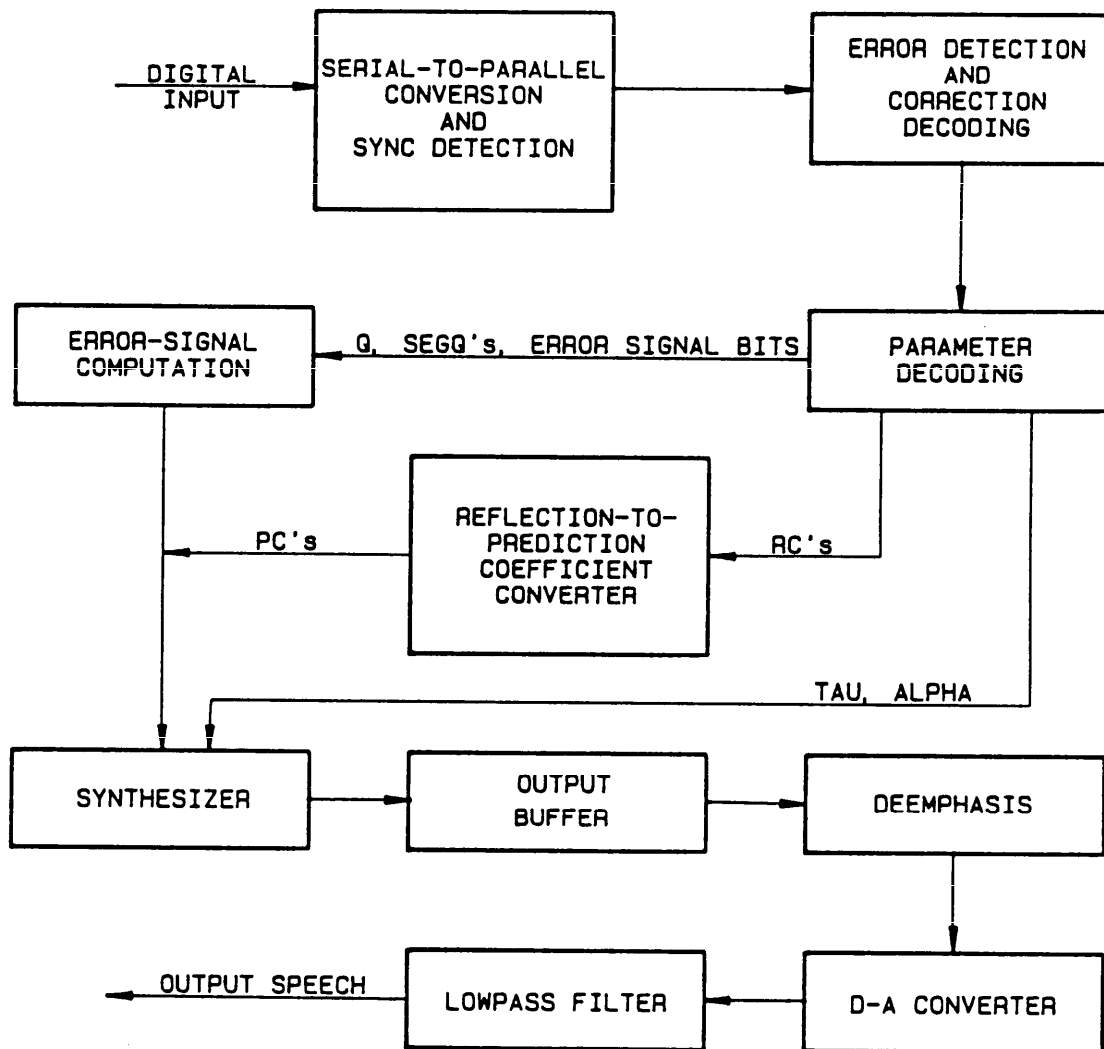 DIGITAL
INPUT
SERIAL-TO-PARALLEL
CONVERSION
AND
SYNC DETECTION
ERROR DETECTION
AND
CORRECTION
DECODING
ERROR-SIGNAL
COMPUTATION
Q, SEGQ's, ERROR SIGNAL BITS
PARAMETER
DECODING
PC's
REFLECTION-TO-
PREDICTION
COEFFICIENT
CONVERTER
RC's
TAU, ALPHA
SYNTHESIZER
OUTPUT
BUFFER
DEEMPHASIS
OUTPUT SPEECH
LOWPASS FILTER
D-A CONVERTER